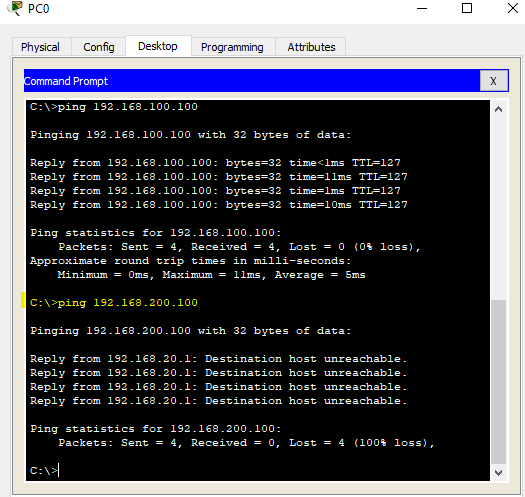 PC0
Physical Config Desktop Programming Attributes
Command Prompt X
C:\>ping 192.168.100.100
Pinging 192.168.100.100 with 32 bytes of data:
Reply from 192.168.100.100: bytes=32 time<1ms TTL=127
Reply from 192.168.100.100: bytes=32 time=11ms TTL=127
Reply from 192.168.100.100: bytes=32 time=1ms TTL=127
Reply from 192.168.100.100: bytes=32 time=10ms TTL=127
Ping statistics for 192.168.100.100:
Packets: Sent = 4, Received = 4, Lost = 0 (0% loss),
Approximate round trip times in milli-seconds:
Minimum = 0ms, Maximum = 11ms, Average = 5ms
C:\>ping 192.168.200.100
Pinging 192.168.200.100 with 32 bytes of data:
Reply from 192.168.20.1: Destination host unreachable.
Reply from 192.168.20.1: Destination host unreachable.
Reply from 192.168.20.1: Destination host unreachable.
Reply from 192.168.20.1: Destination host unreachable.
Ping statistics for 192.168.200.100:
Packets: Sent = 4, Received = 0, Lost = 4 (100% loss),
C:\>